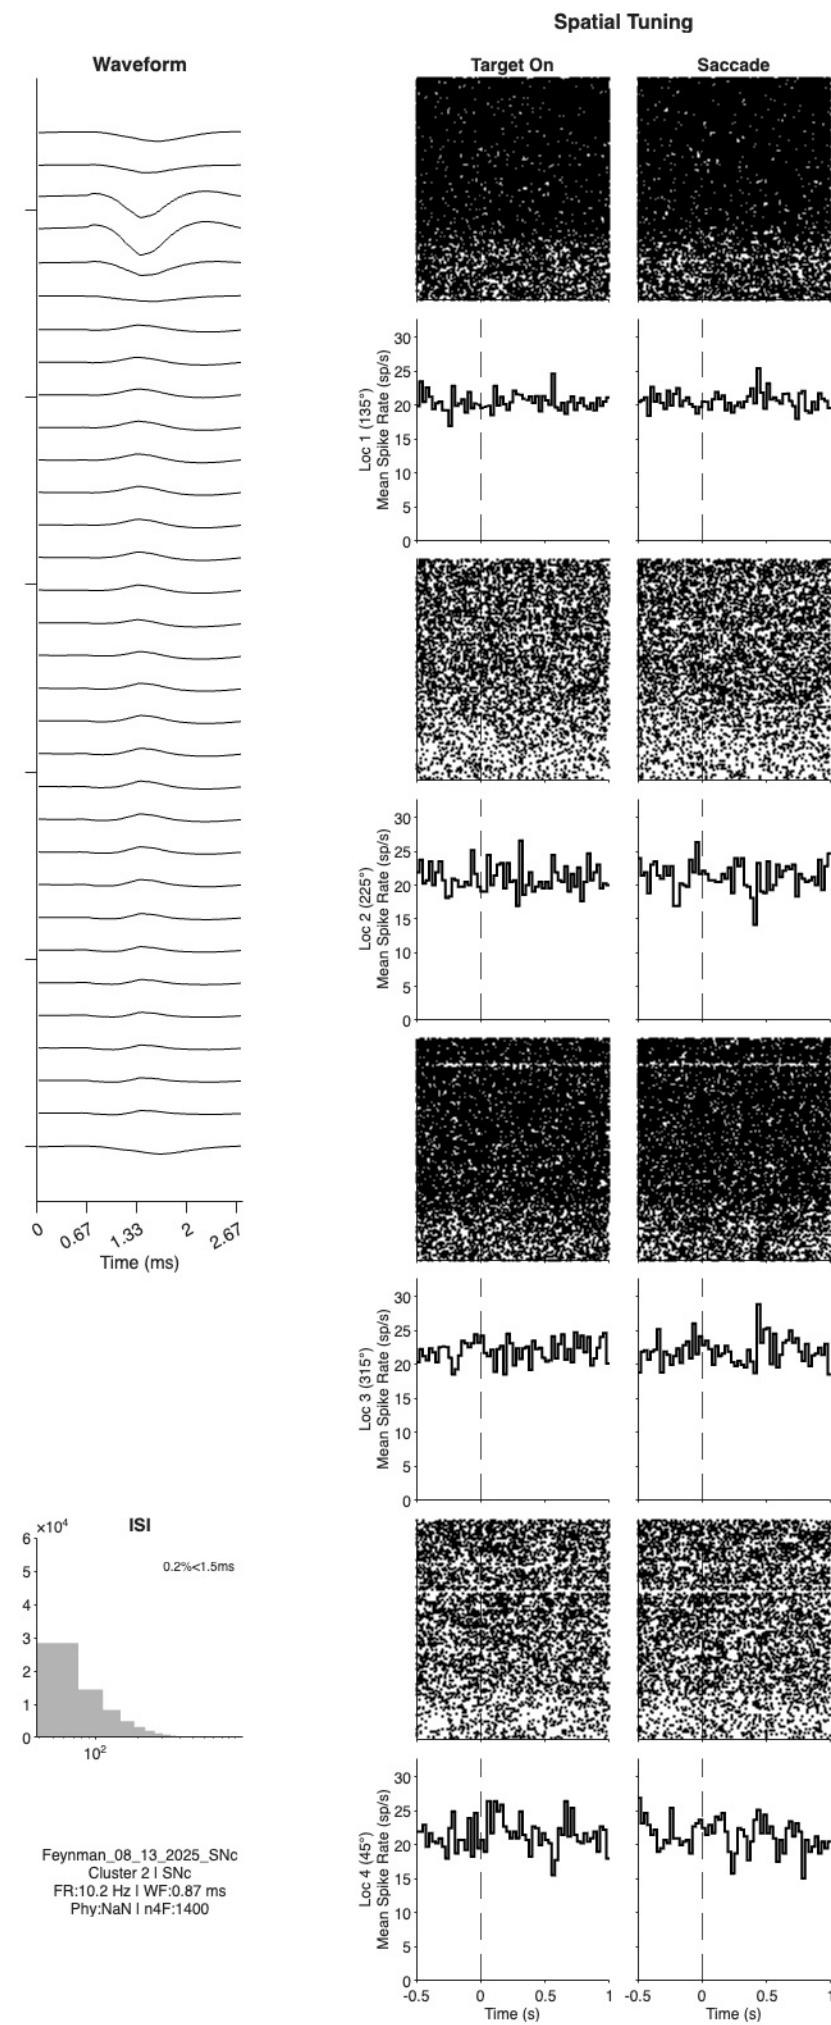 Spatial Tuning
Waveform
Target On
Saccade
0
0.67
1.33
2
2.67
Time (ms)
Loc 1 (135°)
Mean Spike Rate (sp/s)
30
25
20
15
10
5
0
Loc 2 (225°)
Mean Spike Rate (sp/s)
30
25
20
15
10
5
0
Loc 3 (315°)
Mean Spike Rate (sp/s)
30
25
20
15
10
5
0
×10⁴
ISI
0.2%<1.5ms
6
5
4
3
2
1
0
10²
Loc 4 (45°)
Mean Spike Rate (sp/s)
30
25
20
15
10
5
0
-0.5 0 0.5 1
Time (s)
-0.5 0 0.5 1
Time (s)
Feynman_08_13_2025_SNc
Cluster 2 | SNc
FR:10.2 Hz | WF:0.87 ms
Phy:NaN | n4F:1400